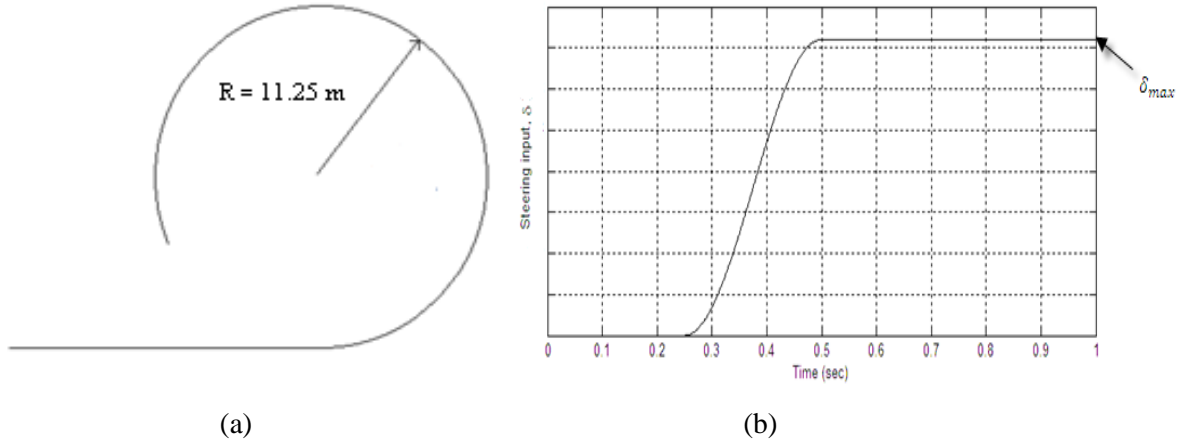 R = 11.25 m
Steering input, δ
δmax
0 0.1 0.2 0.3 0.4 0.5 0.6 0.7 0.8 0.9 1
Time (sec)
(a) (b)